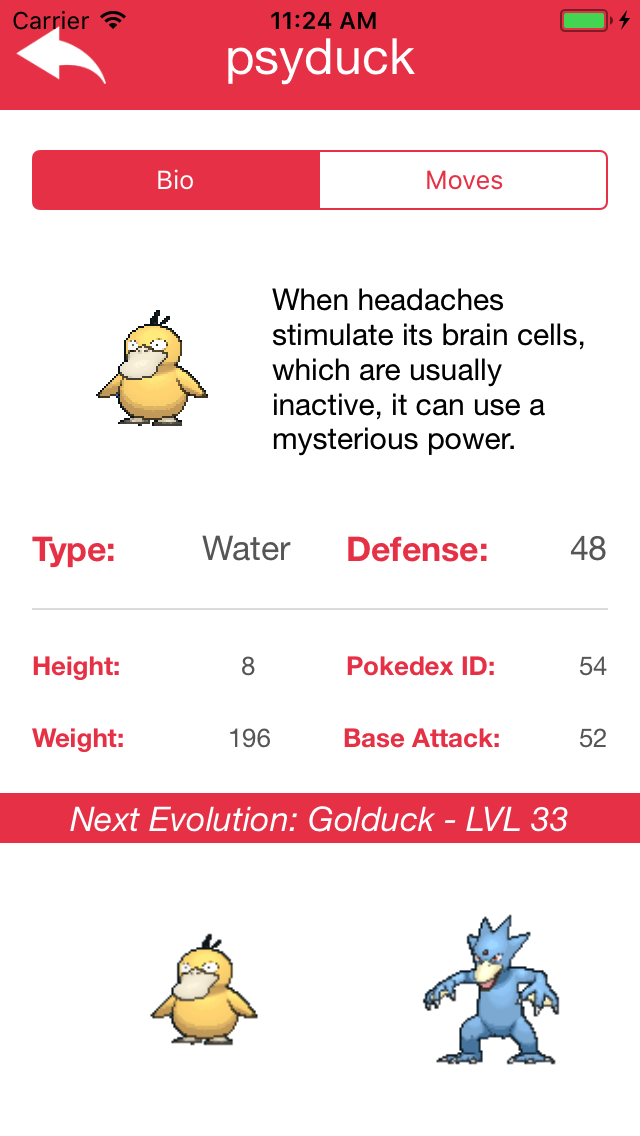 Carrier 11:24 AM
psyduck
Bio Moves
When headaches
stimulate its brain cells,
which are usually
inactive, it can use a
mysterious power.
Type: Water Defense: 48
Height: 8 Pokedex ID: 54
Weight: 196 Base Attack: 52
Next Evolution: Golduck - LVL 33